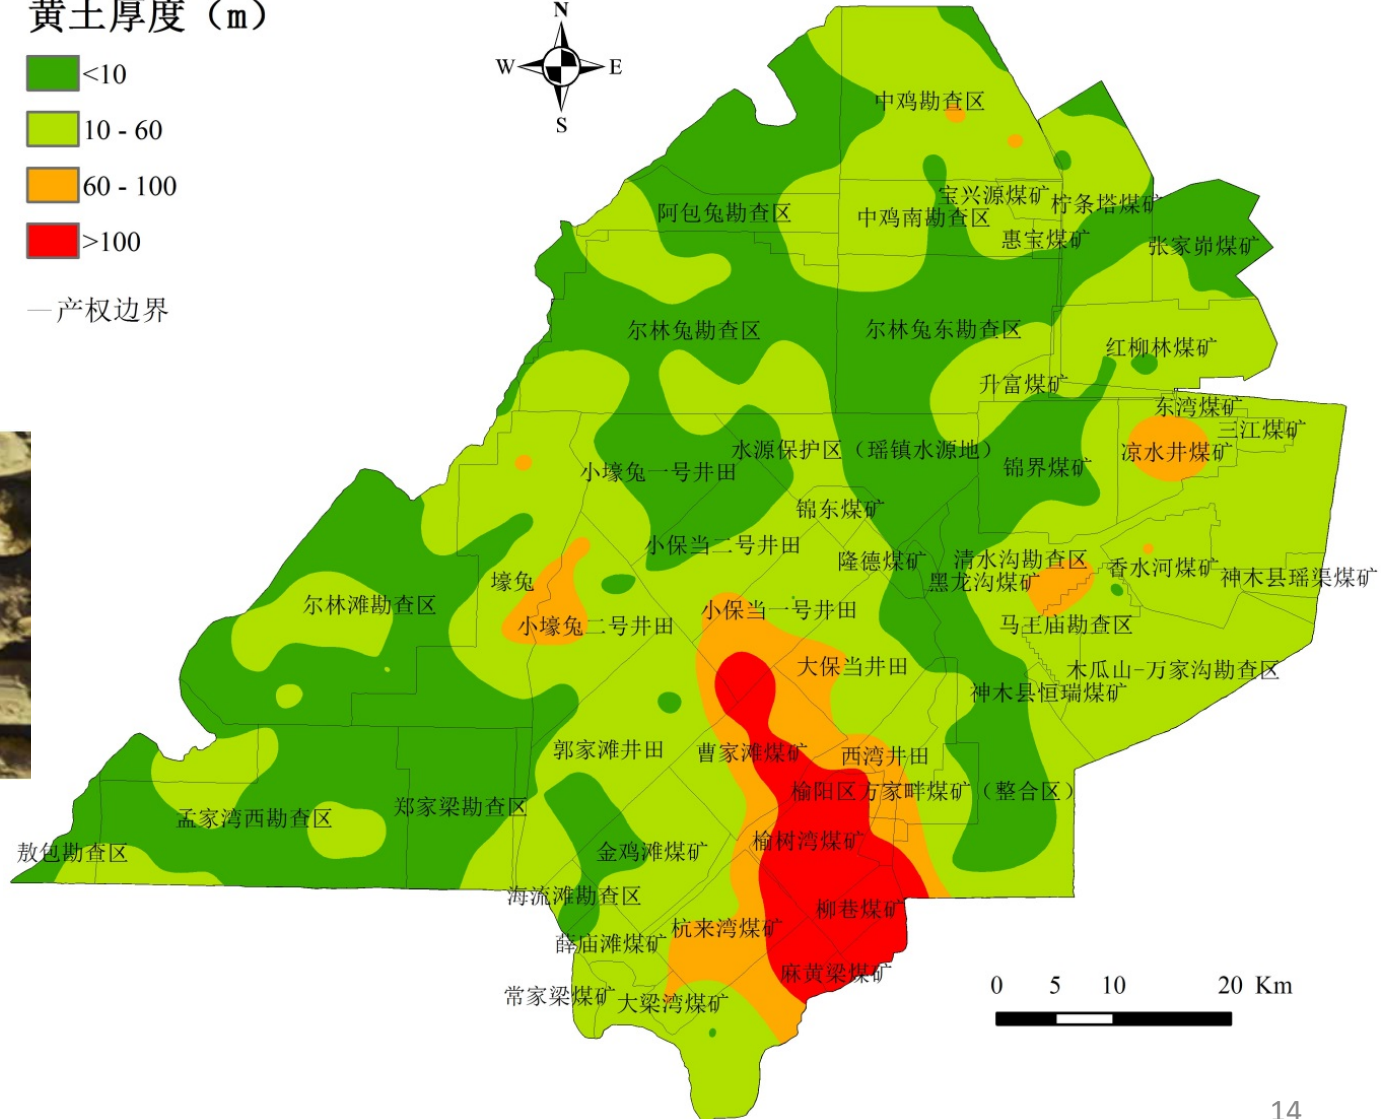 黄土厚度（m）
<10
10 - 60
60 - 100
>100
产权边界
N
W
E
S
中鸡勘查区
宝兴源煤矿
柠条塔煤矿
阿包兔勘查区
中鸡南勘查区
惠宝煤矿
张家峁煤矿
尔林兔勘查区
尔林兔东勘查区
红柳林煤矿
升富煤矿
东湾煤矿
三江煤矿
水源保护区（瑶镇水源地）
凉水井煤矿
小壕兔一号井田
锦界煤矿
锦东煤矿
小保当二号井田
隆德煤矿
清水沟勘查区
香水河煤矿
神木县瑶渠煤矿
壕兔
黑龙沟煤矿
尔林滩勘查区
小保当一号井田
小壕兔二号井田
马王庙勘查区
大保当井田
木瓜山-万家沟勘查区
神木县恒瑞煤矿
郭家滩井田
曹家滩煤矿
西湾井田
榆阳区方家畔煤矿（整合区）
郑家梁勘查区
孟家湾西勘查区
榆树湾煤矿
敖包勘查区
金鸡滩煤矿
海流滩勘查区
柳巷煤矿
杭来湾煤矿
薛庙滩煤矿
麻黄梁煤矿
常家梁煤矿
大梁湾煤矿
0 5 10 20 Km
14